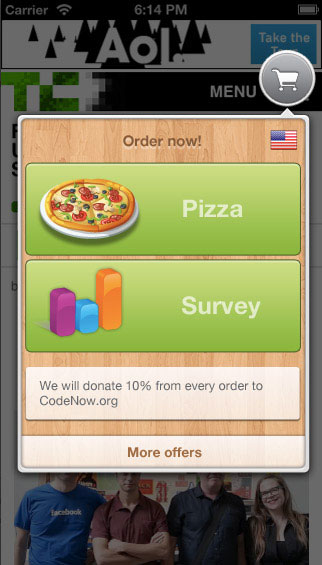 Carrier 6:14 PM
Aol.
Take the
MENU
Order now!
Pizza
Survey
We will donate 10% from every order to
CodeNow.org
More offers
facebook